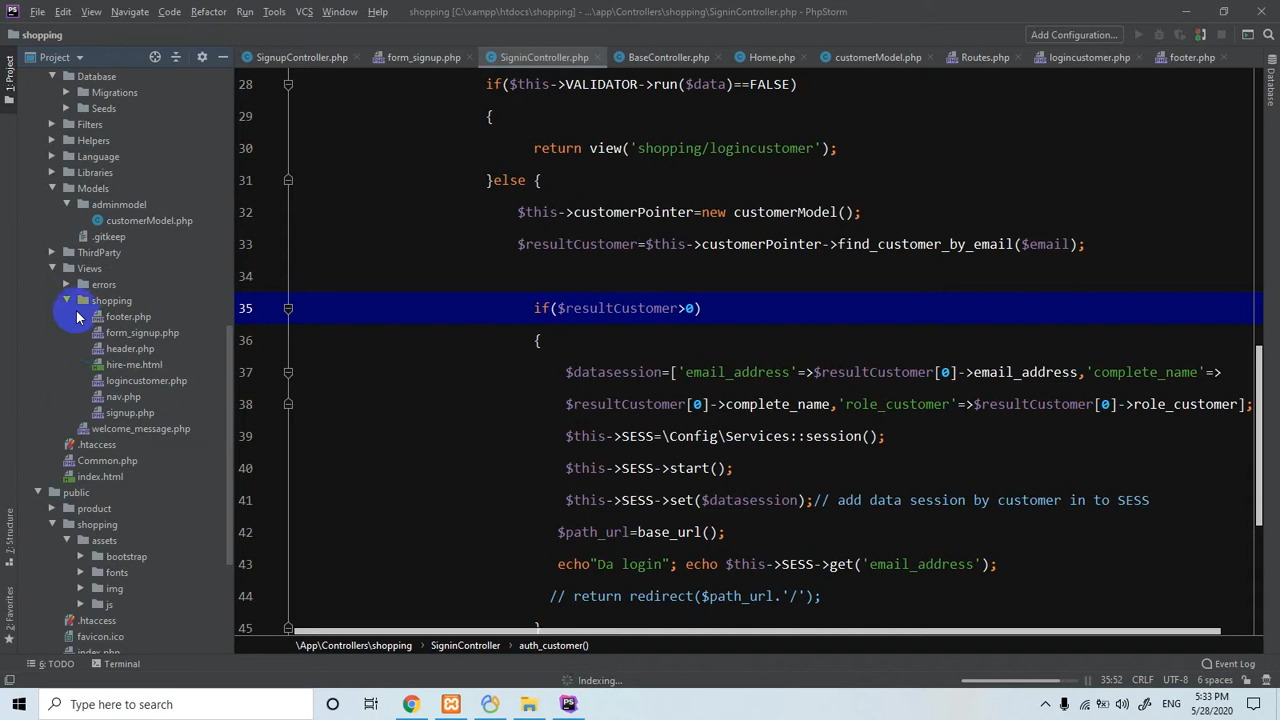 File Edit View Navigate Code Refactor Run Tools VCS Window Help shopping [C:\xampp\htdocs\shopping] - ...\app\Controllers\shopping\SigninController.php - PhpStorm
shopping Add Configuration...
Project SignupController.php form_signup.php SigninController.php BaseController.php Home.php customerModel.php Routes.php logincustomer.php footer.php
1: Project
Database
Migrations
Seeds
Filters
Helpers
Language
Libraries
Models
adminmodel
customerModel.php
.gitkeep
ThirdParty
Views
errors
shopping
footer.php
form_signup.php
header.php
hire-me.html
logincustomer.php
nav.php
signup.php
welcome_message.php
.htaccess
Common.php
index.html
public
product
shopping
assets
bootstrap
fonts
img
js
.htaccess
favicon.ico
index.php
7: Structure
2: Favorites
28 if($this->VALIDATOR->run($data)==FALSE)
29 {
30 return view('shopping/logincustomer');
31 }else {
32 $this->customerPointer=new customerModel();
33 $resultCustomer=$this->customerPointer->find_customer_by_email($email);
34
35 if($resultCustomer>0)
36 {
37 $datasession=['email_address'=>$resultCustomer[0]->email_address,'complete_name'=>
38 $resultCustomer[0]->complete_name,'role_customer'=>$resultCustomer[0]->role_customer];
39 $this->SESS=\Config\Services::session();
40 $this->SESS->start();
41 $this->SESS->set($datasession);// add data session by customer in to SESS
42 $path_url=base_url();
43 echo"Da login"; echo $this->SESS->get('email_address');
44 // return redirect($path_url.'/');
45 }
Database
\App\Controllers\shopping › SigninController › auth_customer()
6: TODO Terminal Event Log
Indexing... 35:52 CRLF UTF-8 6 spaces
Type here to search ENG 5:33 PM
5/28/2020